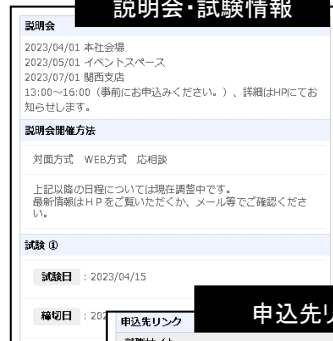 説明会・試験情報
説明会
2023/04/01 本社会場
2023/05/01 イベントスペース
2023/07/01 関西支店
13:00～16:00（事前にお申込みください。）、詳細はHPにてお
知らせします。
説明会開催方法
対面方式 WEB方式 応相談
上記以降の日程については現在調整中です。
最新情報はＨＰをご覧いただくか、メール等でご確認くださ
い。
試験 ①
試験日 ：2023/04/15
締切日 ：202
申込先リ
申込先リンク